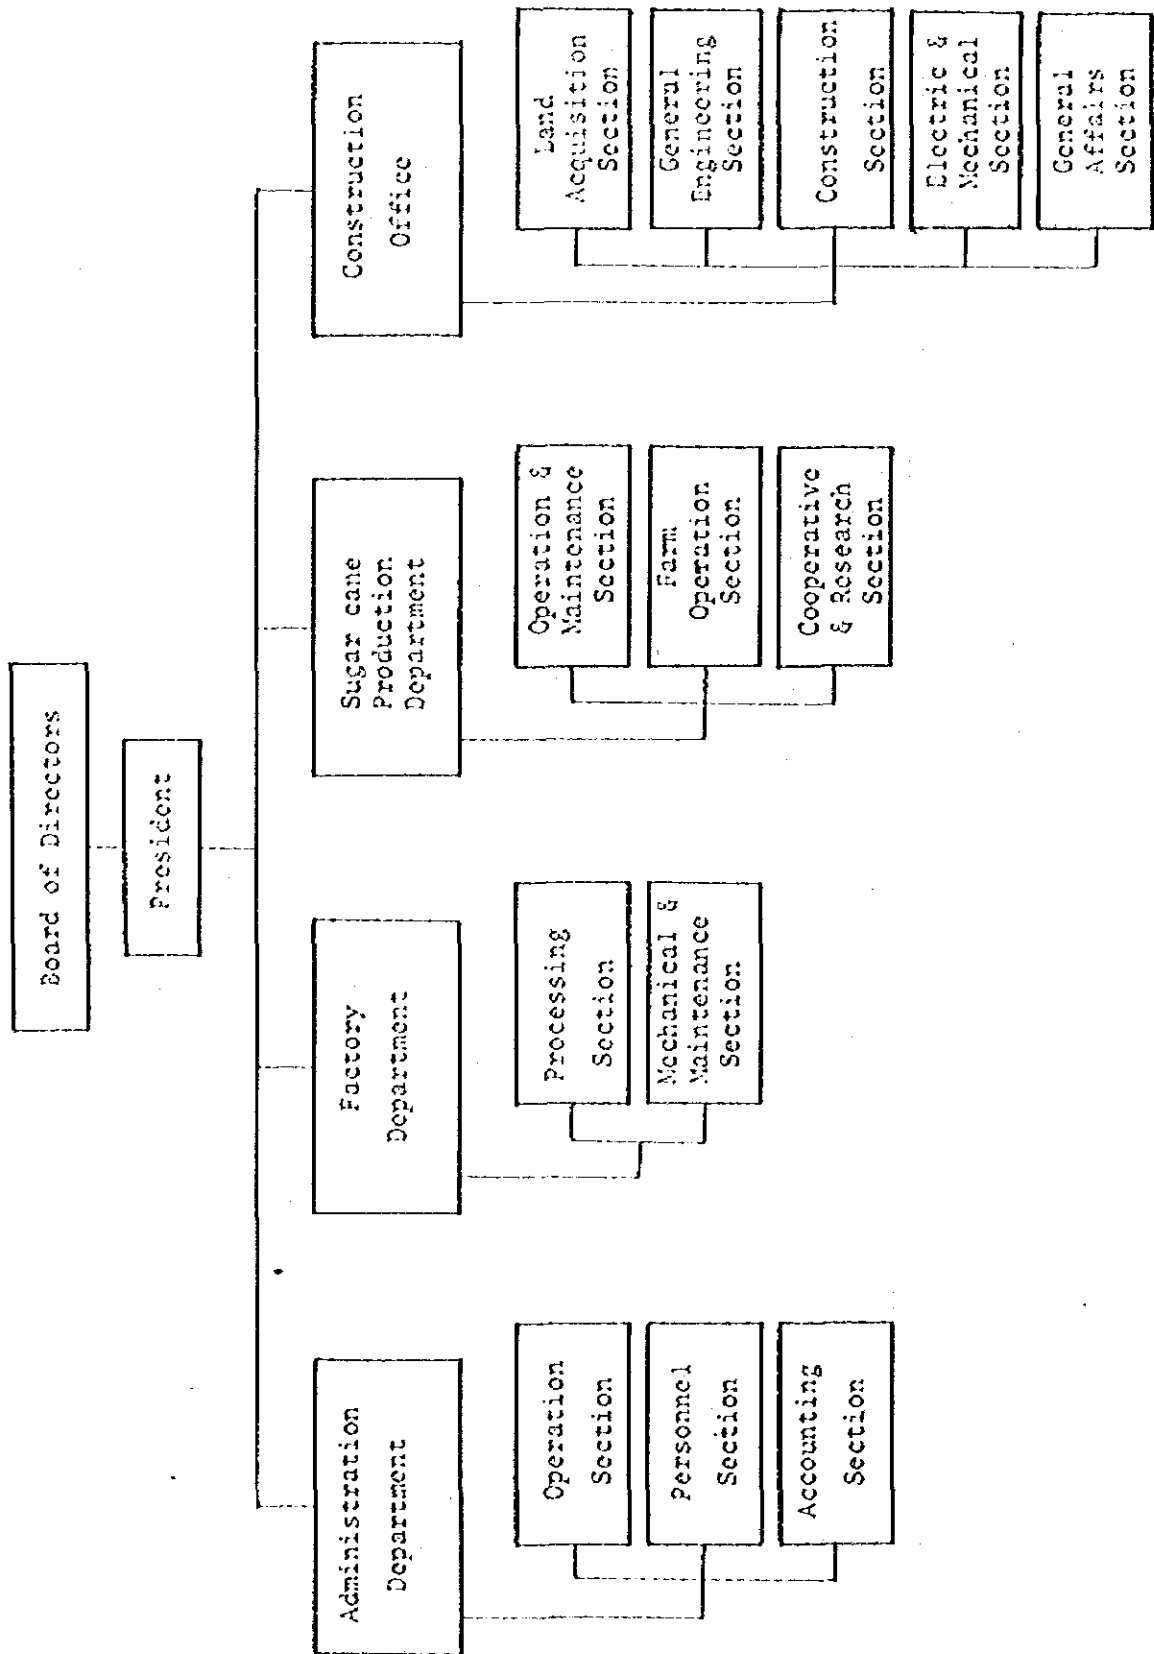 Board of Directors
President
Administration
Department
Factory
Department
Sugar cane
Production
Department
Construction
Office
Operation
Section
Personnel
Section
Accounting
Section
Processing
Section
Mechanical &
Maintenance
Section
Operation &
Maintenance
Section
Farm
Operation
Section
Cooperative
& Research
Section
Land
Acquisition
Section
General
Engineering
Section
Construction
Section
Electric &
Mechanical
Section
General
Affairs
Section